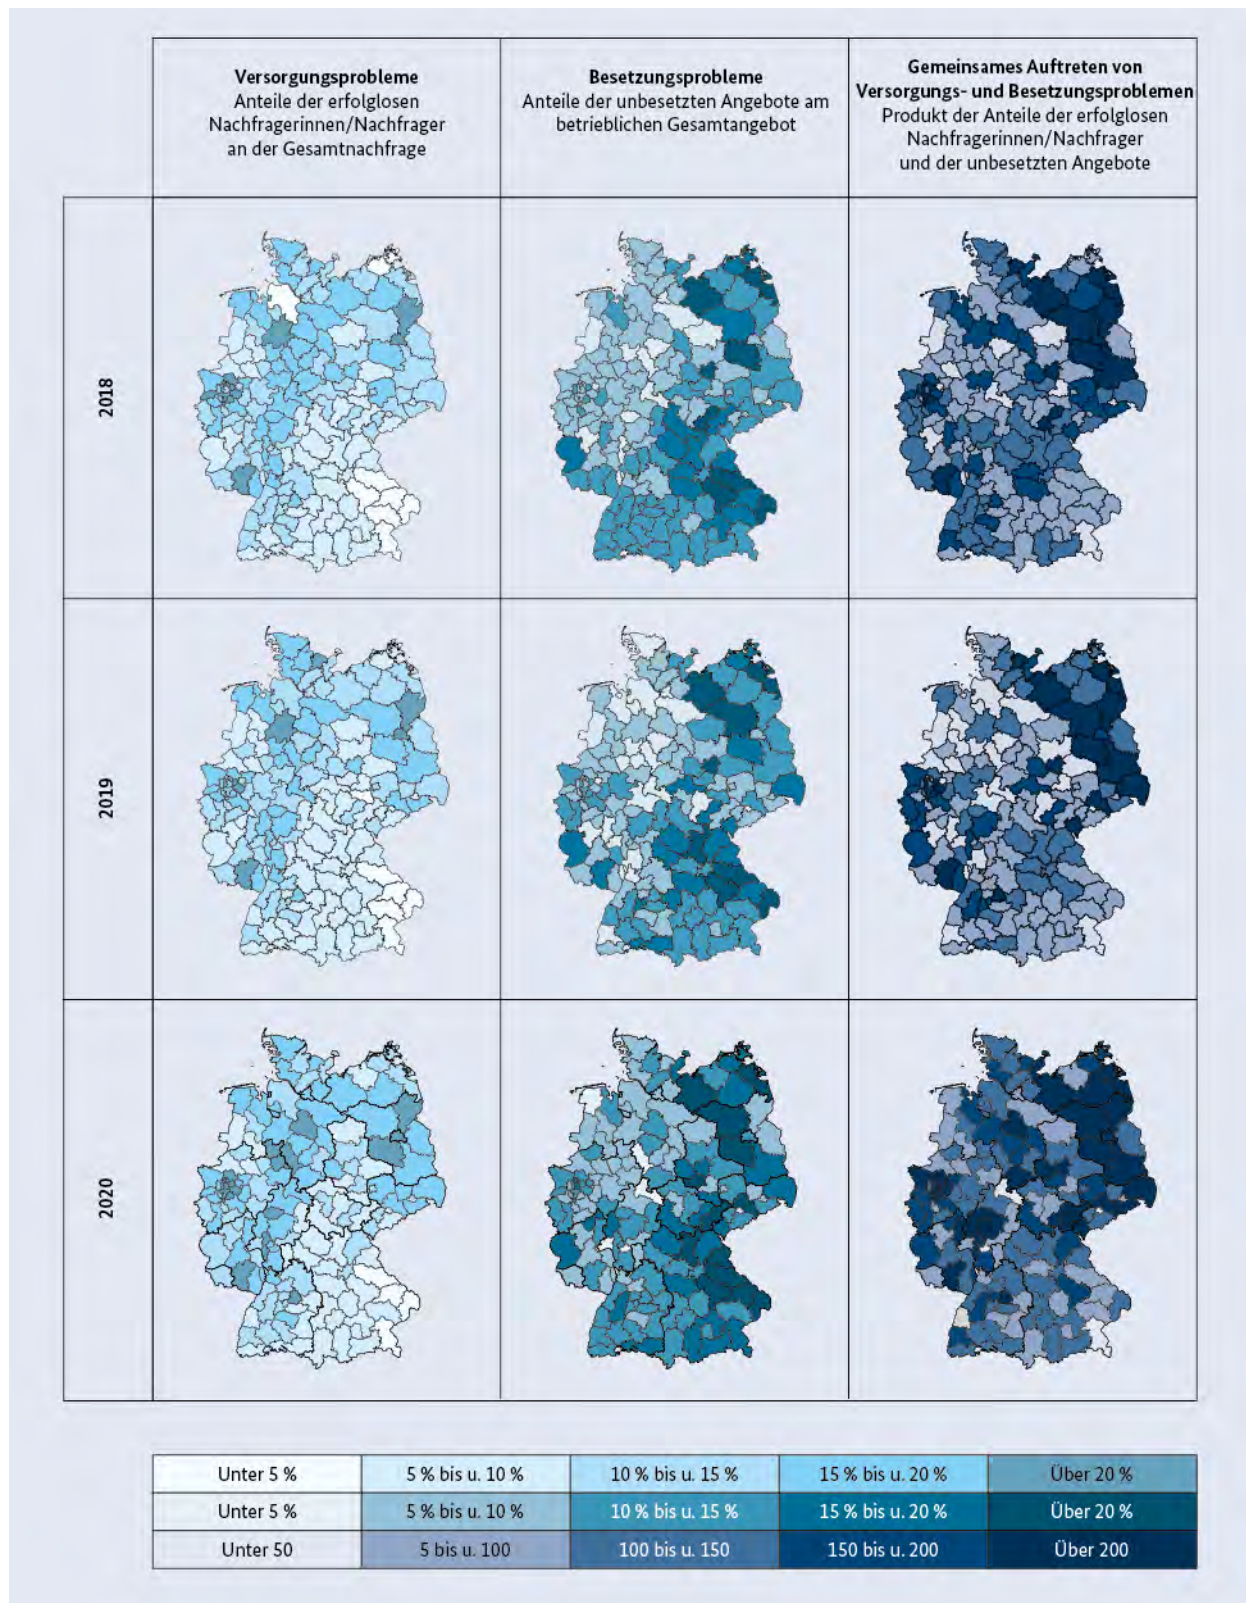 Versorgungsprobleme
Anteile der erfolglosen
Nachfragerinnen/Nachfrager
an der Gesamtnachfrage
Besetzungsprobleme
Anteile der unbesetzten Angebote am
betrieblichen Gesamtangebot
Gemeinsames Auftreten von
Versorgungs- und Besetzungsproblemen
Produkt der Anteile der erfolglosen
Nachfragerinnen/Nachfrager
und der unbesetzten Angebote
2018
2019
2020
Unter 5 % 5 % bis u. 10 % 10 % bis u. 15 % 15 % bis u. 20 % Über 20 %
Unter 5 % 5 % bis u. 10 % 10 % bis u. 15 % 15 % bis u. 20 % Über 20 %
Unter 50 5 bis u. 100 100 bis u. 150 150 bis u. 200 Über 200